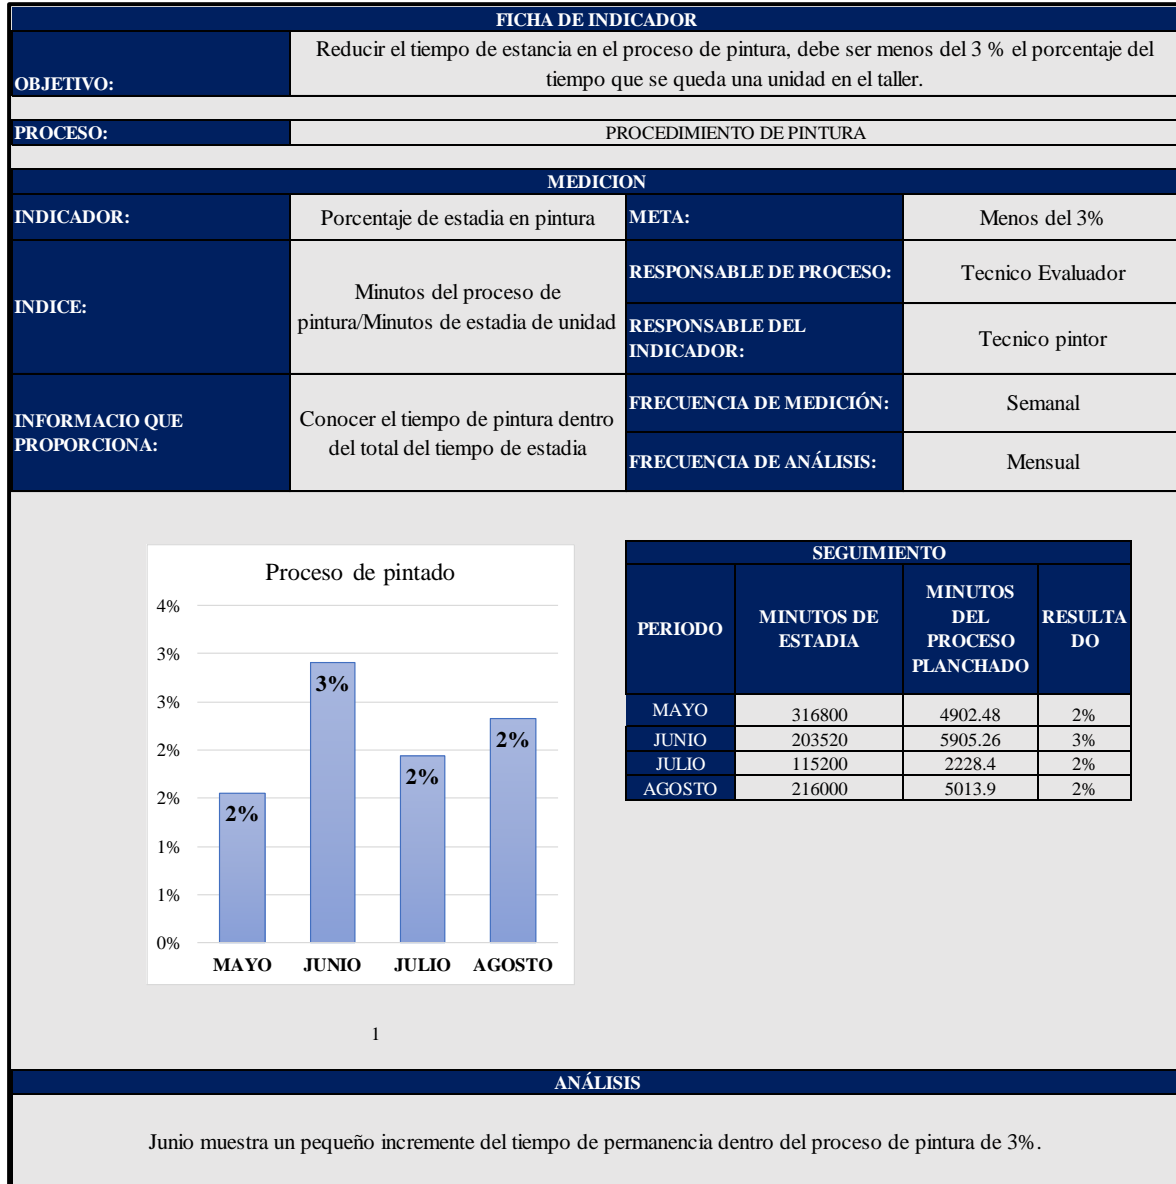 FICHA DE INDICADOR
OBJETIVO:
Reducir el tiempo de estancia en el proceso de pintura, debe ser menos del 3 % el porcentaje del
tiempo que se queda una unidad en el taller.
PROCESO:
PROCEDIMIENTO DE PINTURA
MEDICION
INDICADOR:
Porcentaje de estadia en pintura
META:
Menos del 3%
INDICE:
Minutos del proceso de
pintura/Minutos de estadia de unidad
RESPONSABLE DE PROCESO:
Tecnico Evaluador
RESPONSABLE DEL
INDICADOR:
Tecnico pintor
INFORMACIO QUE
PROPORCIONA:
Conocer el tiempo de pintura dentro
del total del tiempo de estadia
FRECUENCIA DE MEDICIÓN:
Semanal
FRECUENCIA DE ANÁLISIS:
Mensual
Proceso de pintado
4%
3%
3%
2%
2%
1%
1%
0%
2%
3%
2%
2%
MAYO JUNIO JULIO AGOSTO
1
SEGUIMIENTO
PERIODO
MINUTOS DE
ESTADIA
MINUTOS
DEL
PROCESO
PLANCHADO
RESULTA
DO
MAYO 316800 4902.48 2%
JUNIO 203520 5905.26 3%
JULIO 115200 2228.4 2%
AGOSTO 216000 5013.9 2%
ANÁLISIS
Junio muestra un pequeño incremente del tiempo de permanencia dentro del proceso de pintura de 3%.